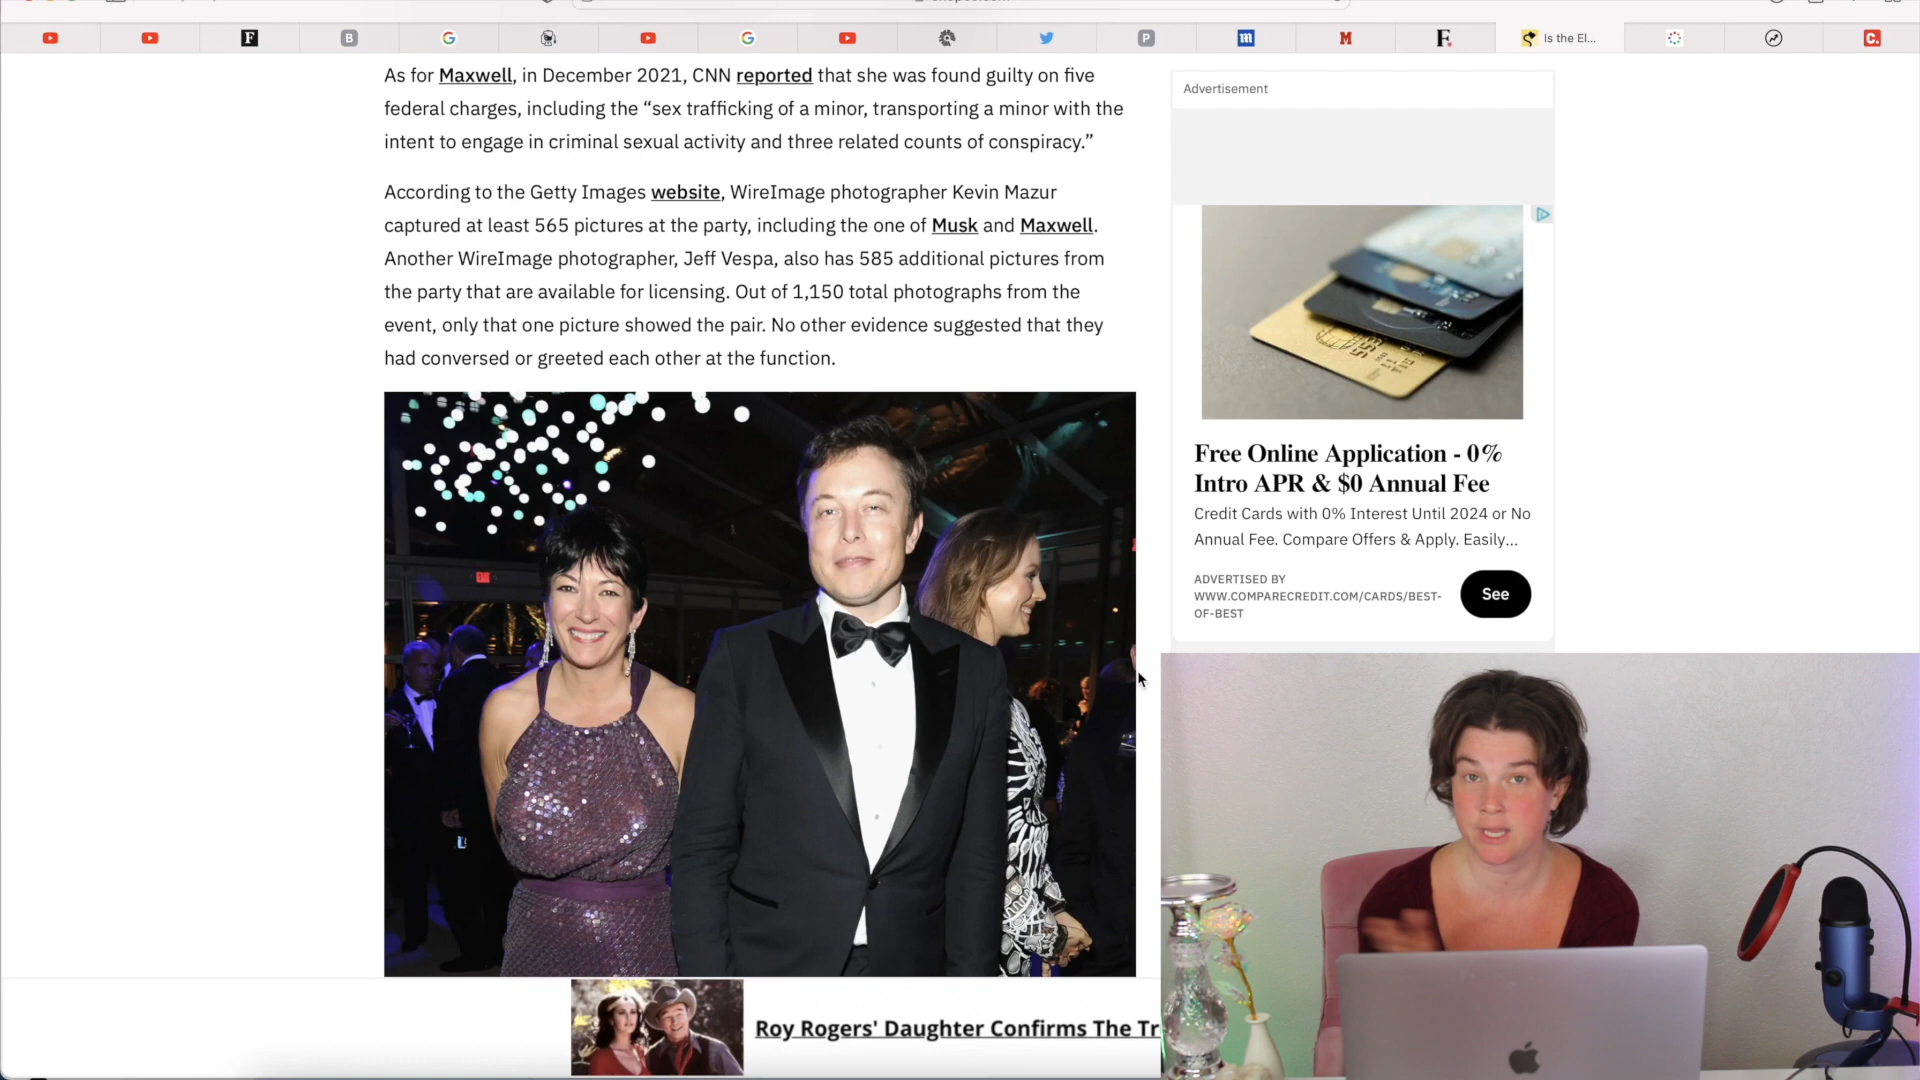 Is the El...
As for Maxwell, in December 2021, CNN reported that she was found guilty on five
federal charges, including the “sex trafficking of a minor, transporting a minor with the
intent to engage in criminal sexual activity and three related counts of conspiracy.”
According to the Getty Images website, WireImage photographer Kevin Mazur
captured at least 565 pictures at the party, including the one of Musk and Maxwell.
Another WireImage photographer, Jeff Vespa, also has 585 additional pictures from
the party that are available for licensing. Out of 1,150 total photographs from the
event, only that one picture showed the pair. No other evidence suggested that they
had conversed or greeted each other at the function.
Advertisement
Free Online Application - 0%
Intro APR & $0 Annual Fee
Credit Cards with 0% Interest Until 2024 or No
Annual Fee. Compare Offers & Apply. Easily...
ADVERTISED BY
WWW.COMPARECREDIT.COM/CARDS/BEST-
OF-BEST
See
Roy Rogers' Daughter Confirms The Tr